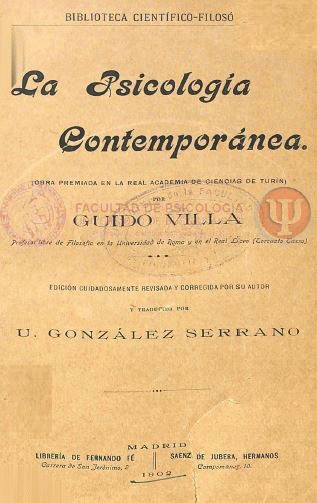 BIBLIOTECA CIENTÍFICO-FILOSÓ
La Psicología
Contemporánea.
(OBRA PREMIADA EN LA REAL ACADEMIA DE CIENCIAS DE TURIN)
POR
FACULTAD DE PSICOLOGÍA
GUIDO VILLA
Profesor libre de Filosofía en la Universidad de Roma y en el Real Liceo (Torcuato Tasso)
EDICIÓN CUIDADOSAMENTE REVISADA Y CORREGIDA POR SU AUTOR
Y TRADUCIDA POR
U. GONZÁLEZ SERRANO
MADRID
LIBRERÍA DE FERNANDO FÉ
Carrera de San Jerónimo, 2
SAENZ DE JUBERA, HERMANOS
Campomanes, 10.
1902